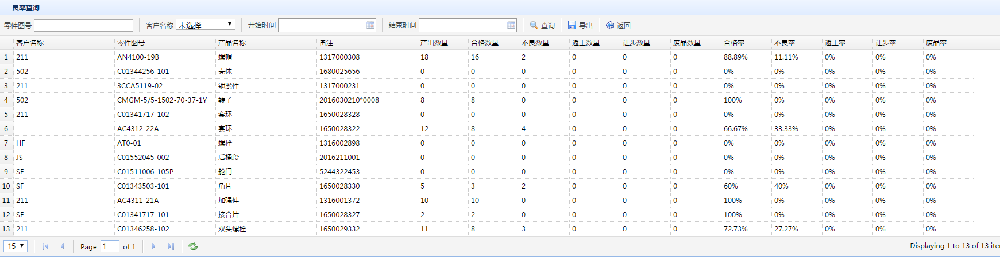 良率查询
零件图号 客户名称 未选择 开始时间 结束时间 查询 导出 返回
客户名称 零件图号 产品名称 备注 产出数量 合格数量 不良数量 返工数量 让步数量 废品数量 合格率 不良率 返工率 让步率 废品率
1 211 AN4100-19B 螺帽 1317000308 18 16 2 0 0 0 88.89% 11.11% 0% 0% 0%
2 502 C01344256-101 壳体 1680025656 0 0 0 0 0 0 0% 0% 0% 0% 0%
3 211 3CCA5119-02 锁紧件 1317000231 0 0 0 0 0 0 0% 0% 0% 0% 0%
4 502 CMGM-5/5-1502-70-37-1Y 转子 2016030210*0008 8 8 0 0 0 0 100% 0% 0% 0% 0%
5 211 C01341717-102 套环 1650028328 0 0 0 0 0 0 0% 0% 0% 0% 0%
6 AC4312-22A 套环 1650028322 12 8 4 0 0 0 66.67% 33.33% 0% 0% 0%
7 HF AT0-01 螺栓 1316002898 0 0 0 0 0 0 0% 0% 0% 0% 0%
8 JS C01552045-002 后桶段 2016211001 0 0 0 0 0 0 0% 0% 0% 0% 0%
9 SF C01511006-105P 舱门 5244322453 0 0 0 0 0 0 0% 0% 0% 0% 0%
10 SF C01343503-101 角片 1650028330 5 3 2 0 0 0 60% 40% 0% 0% 0%
11 211 AC4311-21A 加强件 1316001372 10 10 0 0 0 0 100% 0% 0% 0% 0%
12 SF C01341717-101 接合片 1650028327 2 2 0 0 0 0 100% 0% 0% 0% 0%
13 211 C01346258-102 双头螺栓 1650029332 11 8 3 0 0 0 72.73% 27.27% 0% 0% 0%
15 Page 1 of 1 Displaying 1 to 13 of 13 iter